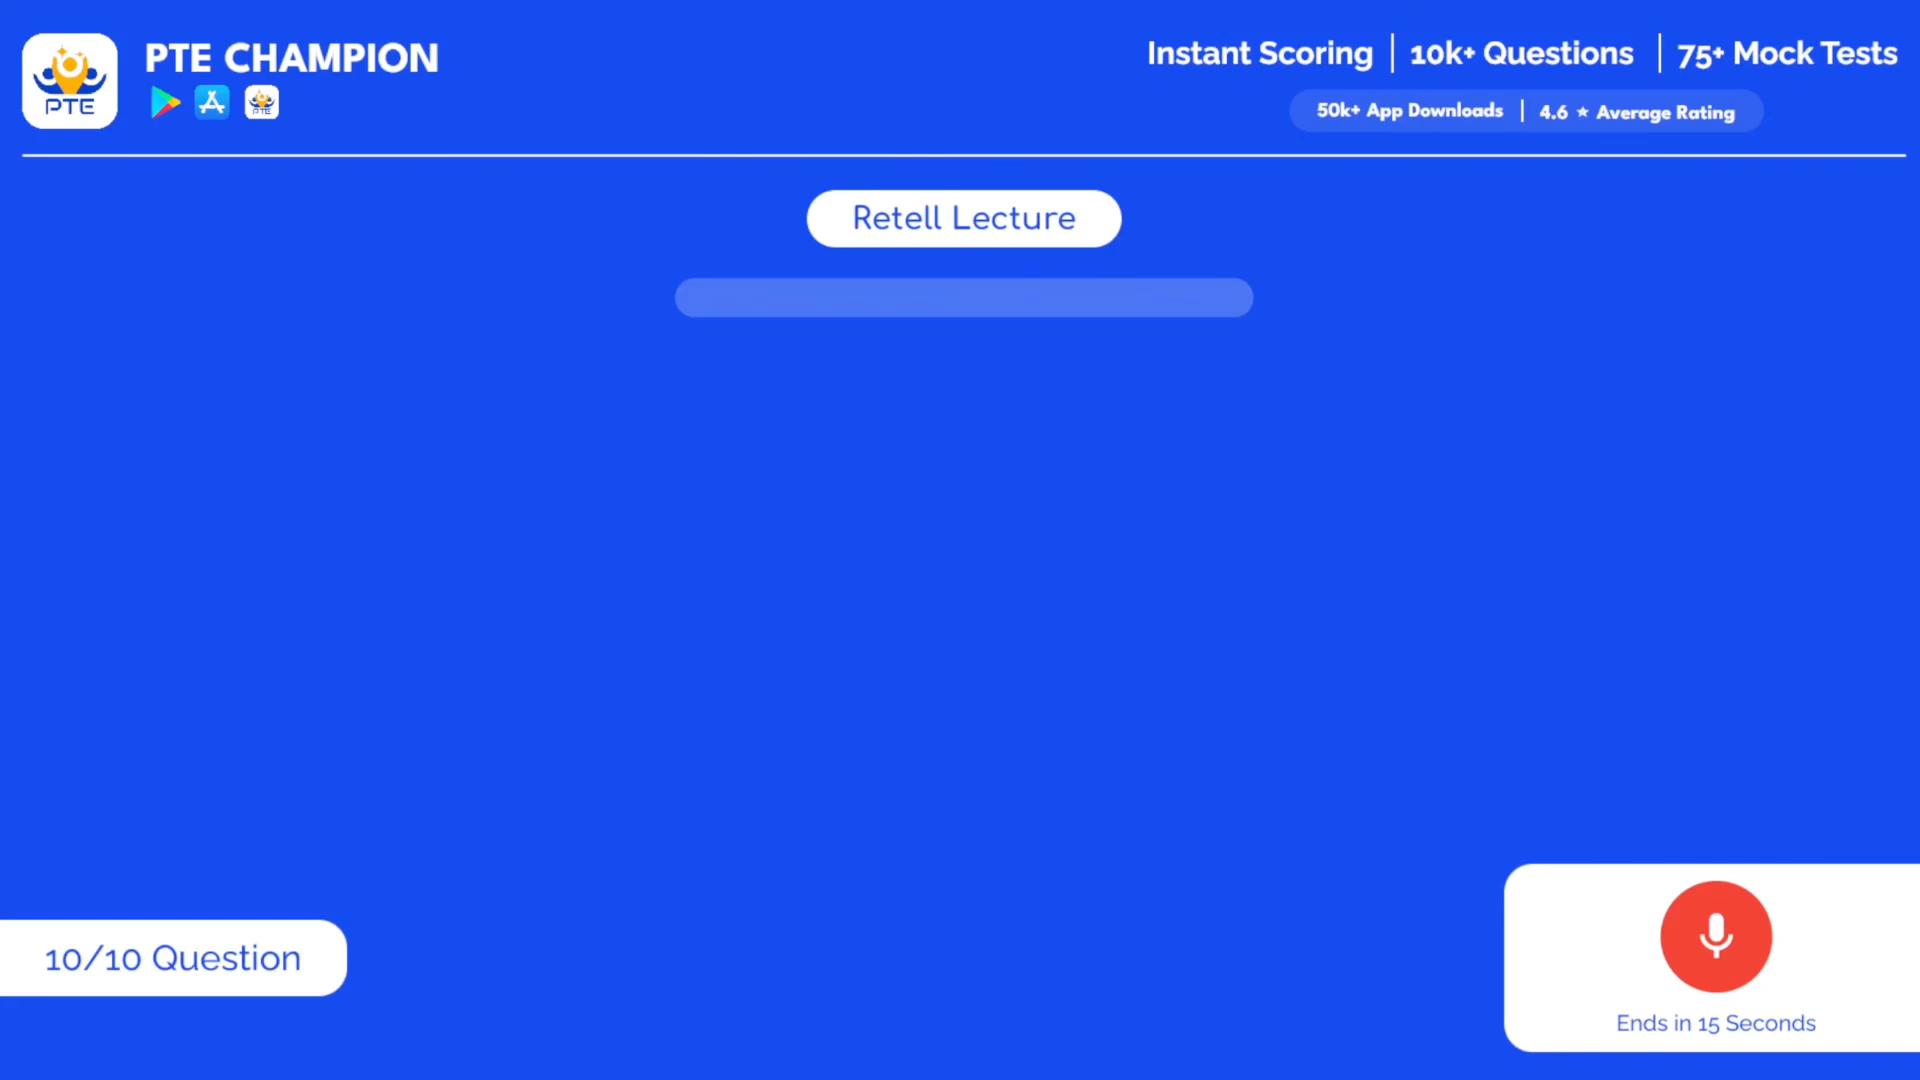 PTE CHAMPION
PTE
PTE
Instant Scoring | 10k+ Questions | 75+ Mock Tests
50k+ App Downloads | 4.6 ★ Average Rating
Retell Lecture
10/10 Question
Ends in 15 Seconds